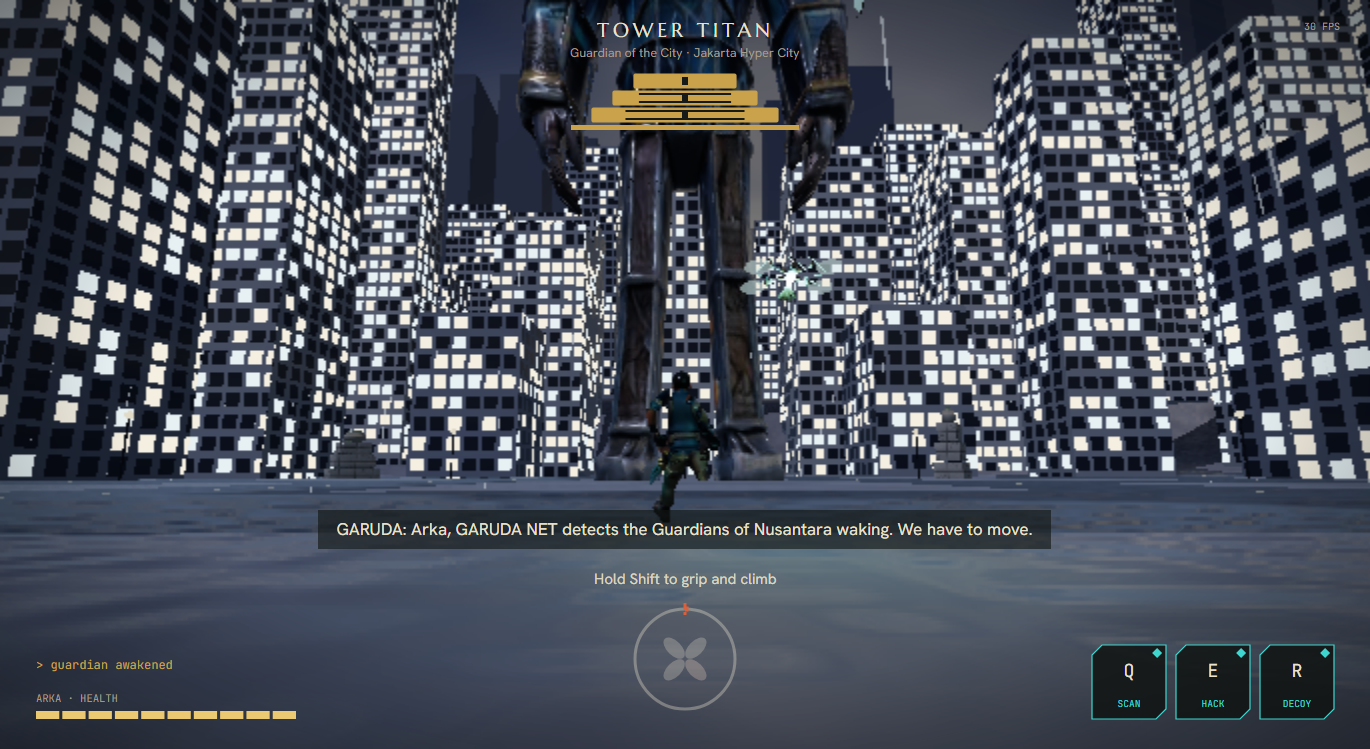 TOWER TITAN
Guardian of the City · Jakarta Hyper City
30 FPS
GARUDA: Arka, GARUDA NET detects the Guardians of Nusantara waking. We have to move.
Hold Shift to grip and climb
> guardian awakened
ARKA · HEALTH
Q
SCAN
E
HACK
R
DECOY